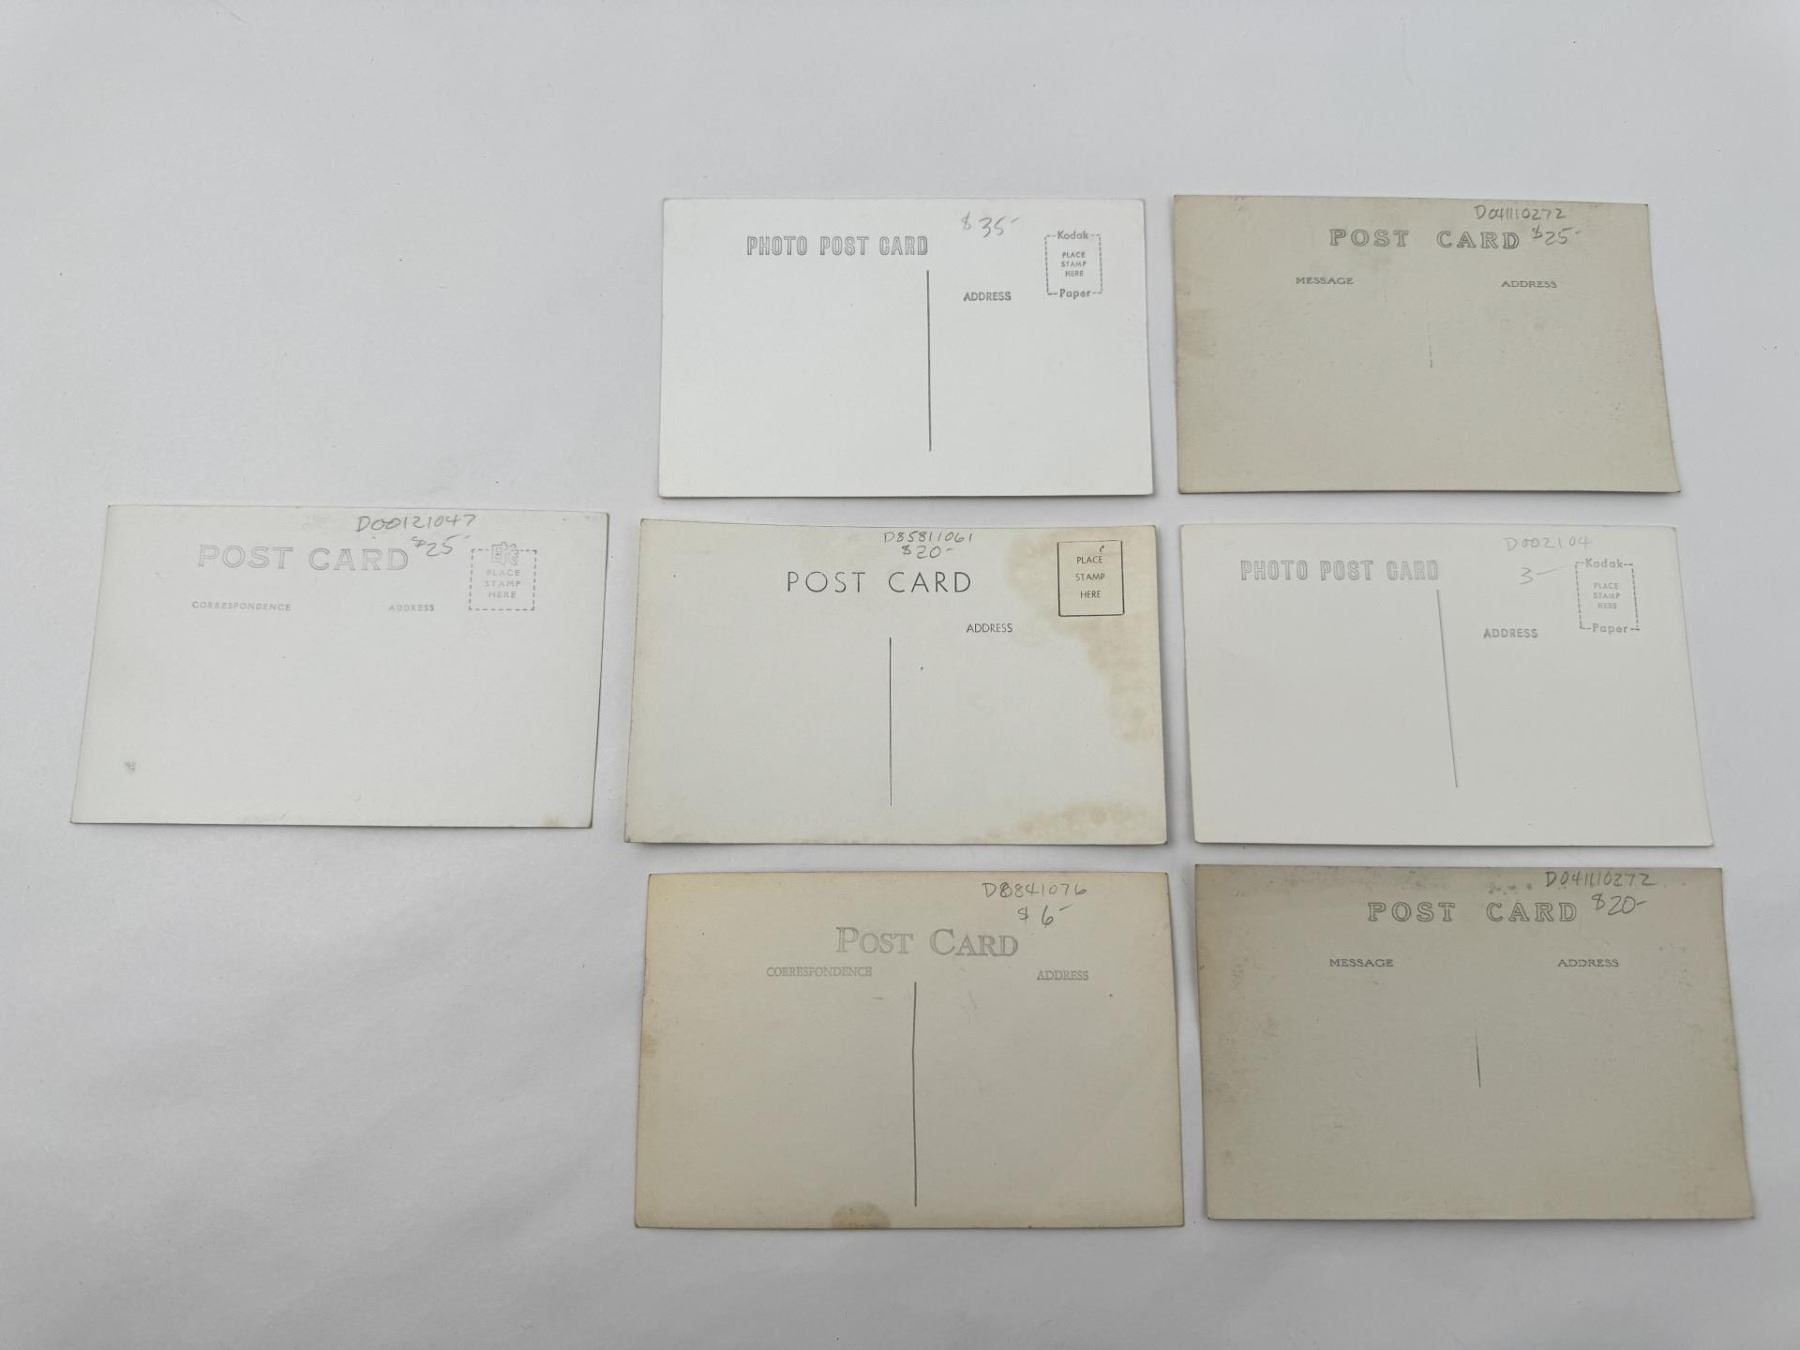 $35-
PHOTO POST CARD
Kodak
PLACE
STAMP
HERE
Paper
ADDRESS
D041110272
POST CARD $25-
MESSAGE ADDRESS
D00121047
POST CARD $25-
PLACE
STAMP
HERE
CORRESPONDENCE ADDRESS
D85811061
$20-
POST CARD
PLACE
STAMP
HERE
ADDRESS
D002104
PHOTO POST CARD 3-
Kodak
PLACE
STAMP
HERE
Paper
ADDRESS
D8841076
$6-
POST CARD
CORRESPONDENCE ADDRESS
D041110272
POST CARD $20-
MESSAGE ADDRESS